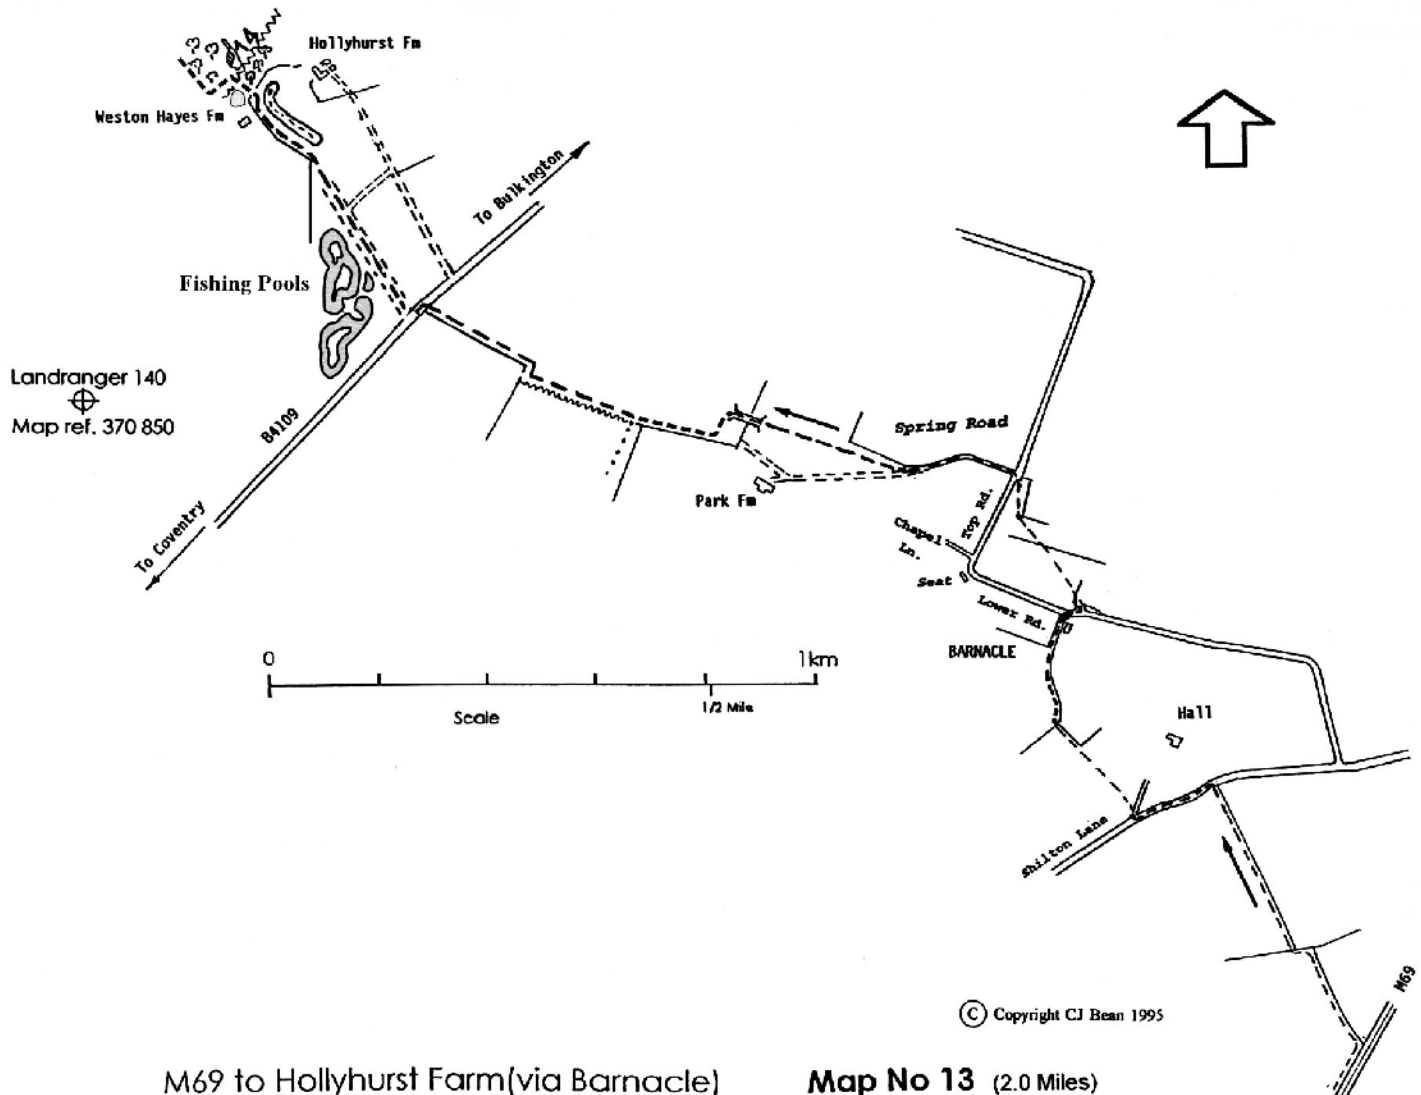 Hollyhurst Fm
Weston Hayes Fm
To Bulkington
Fishing Pools
Landranger 140
Map ref. 370 850
B4109
To Coventry
Spring Road
Park Fm
Top Rd.
Chapel
Ln.
Seat
Lower Rd.
BARNACLE
0
1km
1/2 Mile
Scale
Hall
Shilton Lane
M69
C Copyright CJ Bean 1995
M69 to Hollyhurst Farm(via Barnacle)
Map No 13 (2.0 Miles)